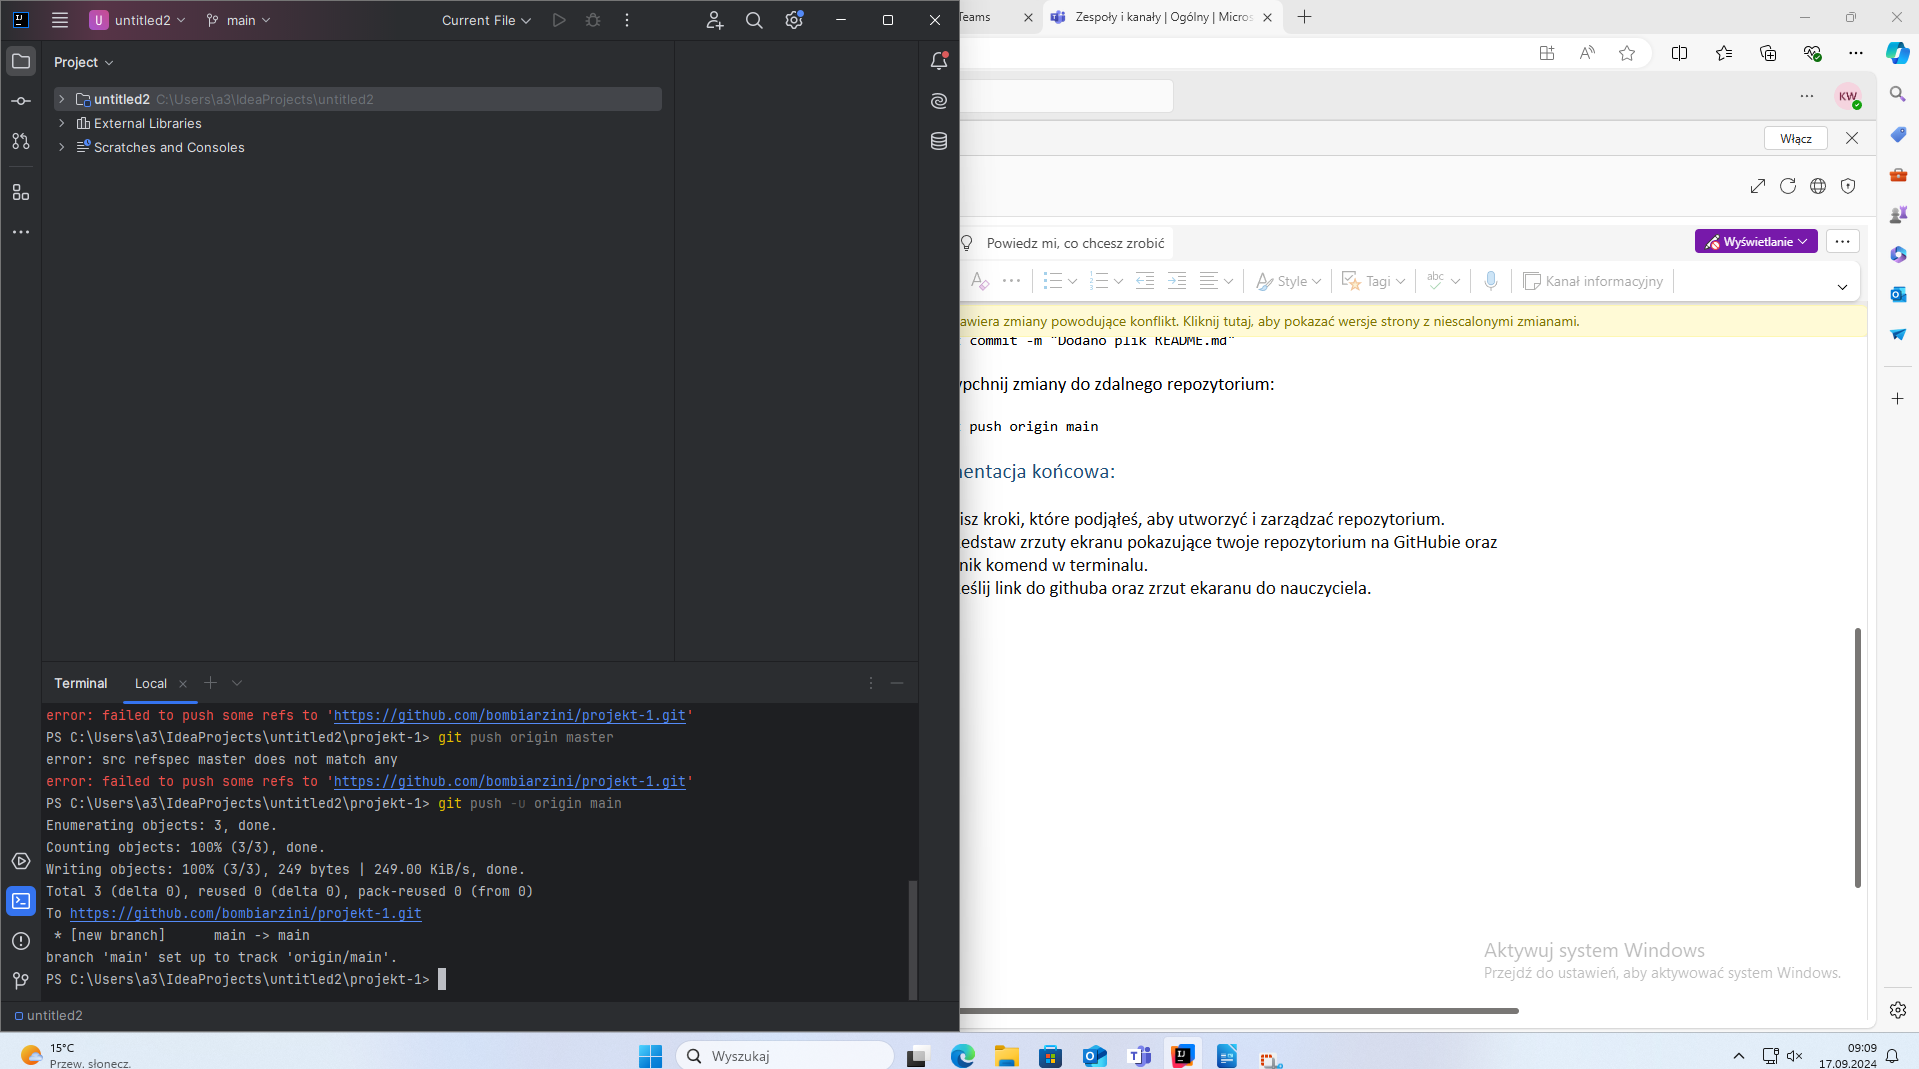 U untitled2
main
Current File
Teams
Zespoły i kanały | Ogólny | Micros
Project
untitled2 C:\Users\a3\IdeaProjects\untitled2
External Libraries
Scratches and Consoles
KW
Włącz
Powiedz mi, co chcesz zrobić
Wyświetlanie
Style
Tagi
abc
Kanał informacyjny
awiera zmiany powodujące konflikt. Kliknij tutaj, aby pokazać wersje strony z niescalonymi zmianami.
commit -m "Dodano plik README.md"
ypchnij zmiany do zdalnego repozytorium:
push origin main
nentacja końcowa:
isz kroki, które podjąłeś, aby utworzyć i zarządzać repozytorium.
edstaw zrzuty ekranu pokazujące twoje repozytorium na GitHubie oraz
nik komend w terminalu.
eślij link do githuba oraz zrzut ekaranu do nauczyciela.
Terminal Local
error: failed to push some refs to 'https://github.com/bombiarzini/projekt-1.git'
PS C:\Users\a3\IdeaProjects\untitled2\projekt-1> git push origin master
error: src refspec master does not match any
error: failed to push some refs to 'https://github.com/bombiarzini/projekt-1.git'
PS C:\Users\a3\IdeaProjects\untitled2\projekt-1> git push -u origin main
Enumerating objects: 3, done.
Counting objects: 100% (3/3), done.
Writing objects: 100% (3/3), 249 bytes | 249.00 KiB/s, done.
Total 3 (delta 0), reused 0 (delta 0), pack-reused 0 (from 0)
To https://github.com/bombiarzini/projekt-1.git
* [new branch] main -> main
branch 'main' set up to track 'origin/main'.
PS C:\Users\a3\IdeaProjects\untitled2\projekt-1>
Aktywuj system Windows
Przejdź do ustawień, aby aktywować system Windows.
untitled2
15°C
Przew. słonecz.
Wyszukaj
09:09
17.09.2024